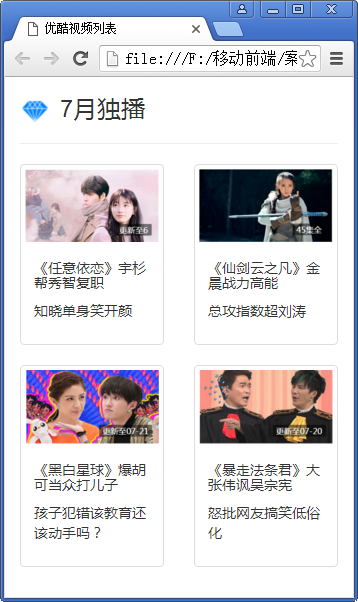 优酷视频列表
file:///F:/移动前端/案
7月独播
更新至6
45集全
《任意依恋》宇杉
帮秀智复职
知晓单身笑开颜
《仙剑云之凡》金
晨战力高能
总攻指数超刘涛
更新至07-21
更新至07-20
《黑白星球》爆胡
可当众打儿子
孩子犯错该教育还
该动手吗？
《暴走法条君》大
张伟讽吴宗宪
怒批网友搞笑低俗
化